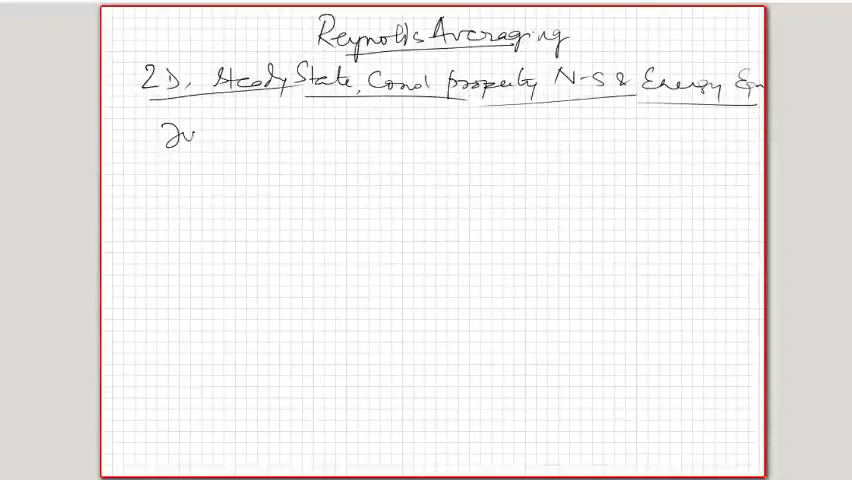 Reynolds Averaging
2D, Steady State, Const property N-S & Energy Eqn
∂u